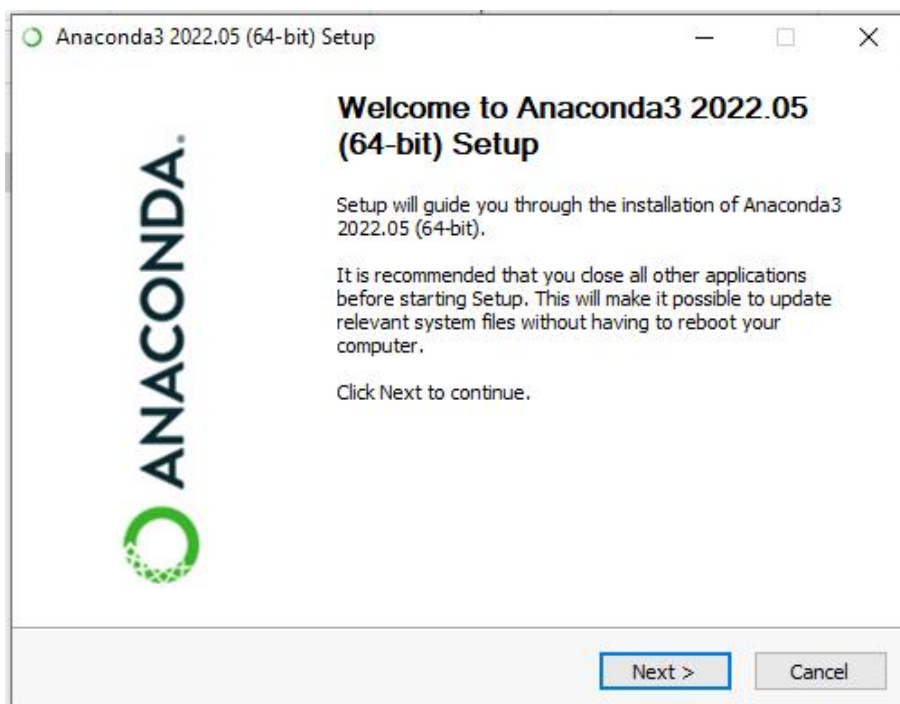 Anaconda3 2022.05 (64-bit) Setup
Welcome to Anaconda3 2022.05
(64-bit) Setup
Setup will guide you through the installation of Anaconda3
2022.05 (64-bit).
It is recommended that you close all other applications
before starting Setup. This will make it possible to update
relevant system files without having to reboot your
computer.
Click Next to continue.
ANACONDA.
Next >
Cancel